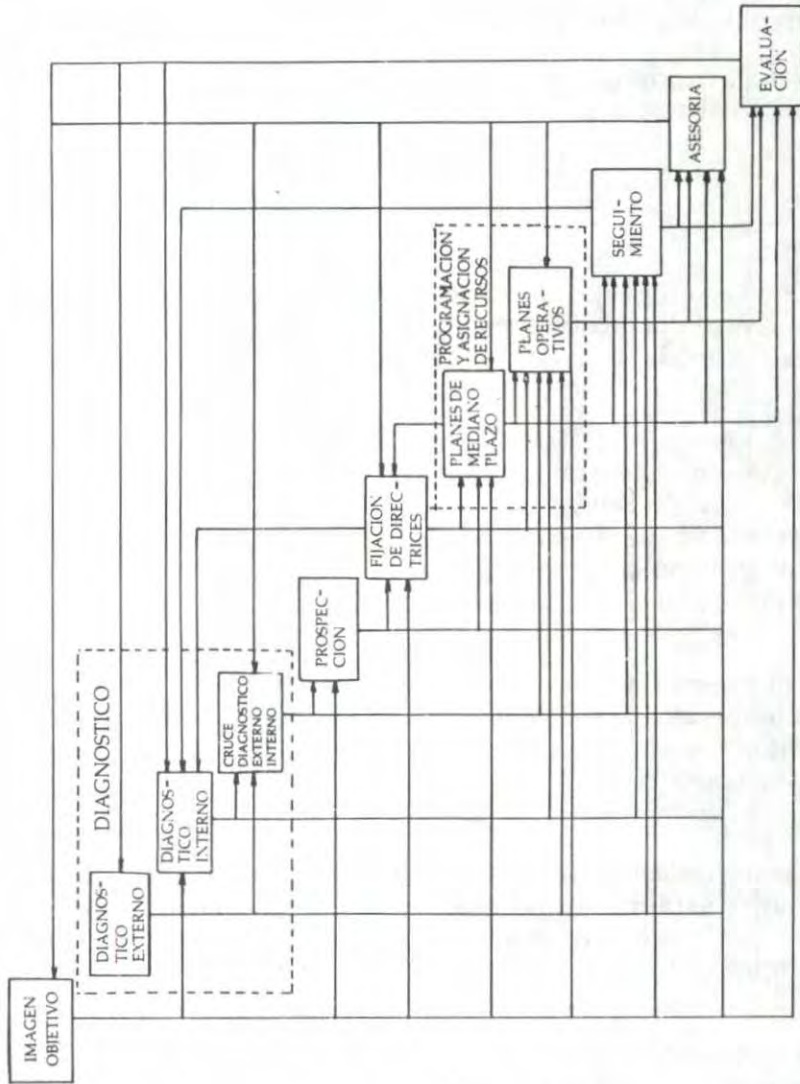 IMAGEN
OBJETIVO
DIAGNOSTICO
DIAGNOS-
TICO
EXTERNO
DIAGNOS-
TICO
INTERNO
CRUCE
DIAGNOSTICO
EXTERNO
INTERNO
PROSPEC-
CION
FIJACION
DE DIREC-
TRICES
PROGRAMACION
Y ASIGNACION
DE RECURSOS
PLANES DE
MEDIANO
PLAZO
PLANES
OPERA-
TIVOS
SEGUI-
MIENTO
ASESORIA
EVALUA-
CION